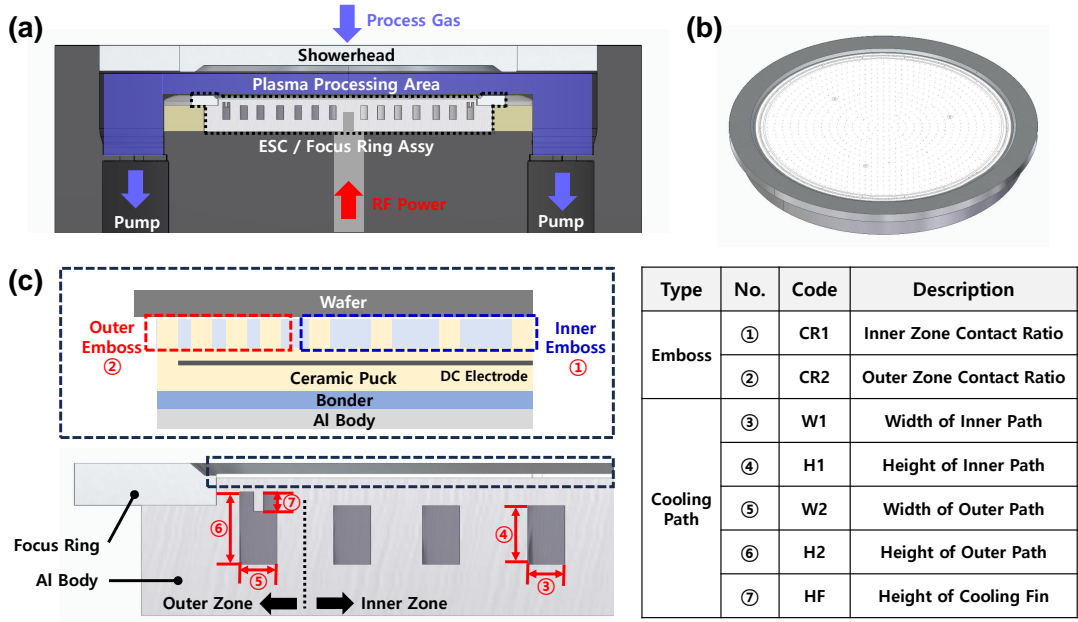 (a)
Process Gas
Showerhead
Plasma Processing Area
ESC / Focus Ring Assy
RF Power
Pump
Pump
(b)
(c)
Wafer
Outer
Emboss
②
Inner
Emboss
①
DC Electrode
Ceramic Puck
Bonder
Al Body
⑦
⑥
④
⑤
③
Focus Ring
Al Body
Outer Zone
Inner Zone
Type No. Code Description
Emboss
① CR1 Inner Zone Contact Ratio
② CR2 Outer Zone Contact Ratio
Cooling
Path
③ W1 Width of Inner Path
④ H1 Height of Inner Path
⑤ W2 Width of Outer Path
⑥ H2 Height of Outer Path
⑦ HF Height of Cooling Fin